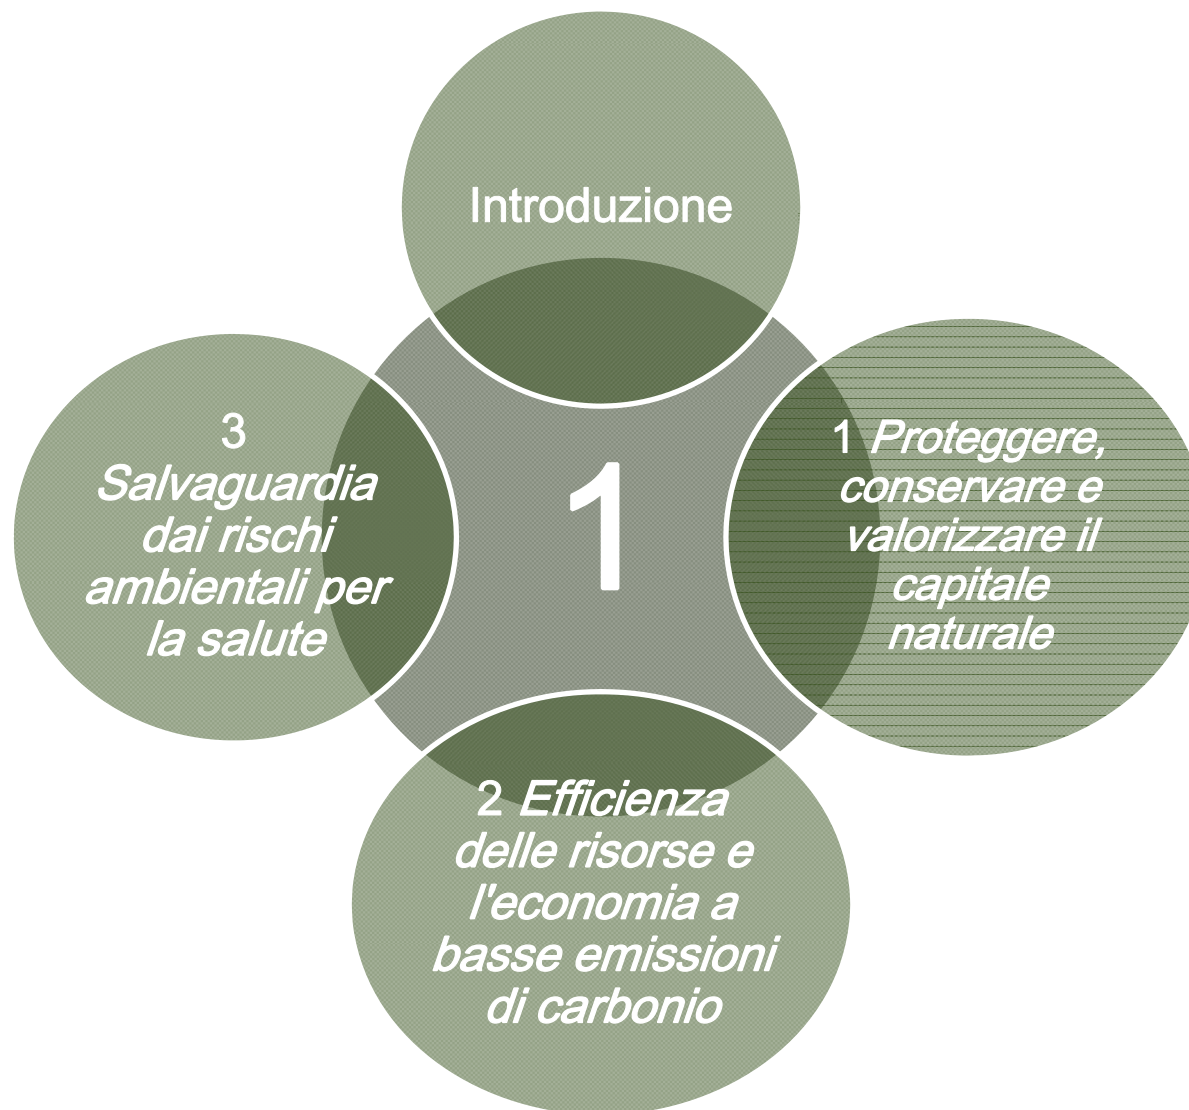 Introduzione
1 Proteggere,
conservare e
valorizzare il
capitale
naturale
1
3
Salvaguardia
dai rischi
ambientali per
la salute
2 Efficienza
delle risorse e
l'economia a
basse emissioni
di carbonio